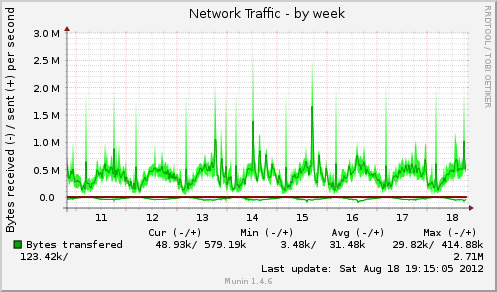 Network Traffic - by week
RRDTOOL / TOBI OETIKER
Bytes received (-) / sent (+) per second
3.0 M
2.5 M
2.0 M
1.5 M
1.0 M
0.5 M
0.0
11 12 13 14 15 16 17 18
Cur (-/+) Min (-/+) Avg (-/+) Max (-/+)
Bytes transfered 48.93k/ 579.19k 3.48k/ 31.48k 29.82k/ 414.88k
123.42k/ 2.71M
Last update: Sat Aug 18 19:15:05 2012
Munin 1.4.6